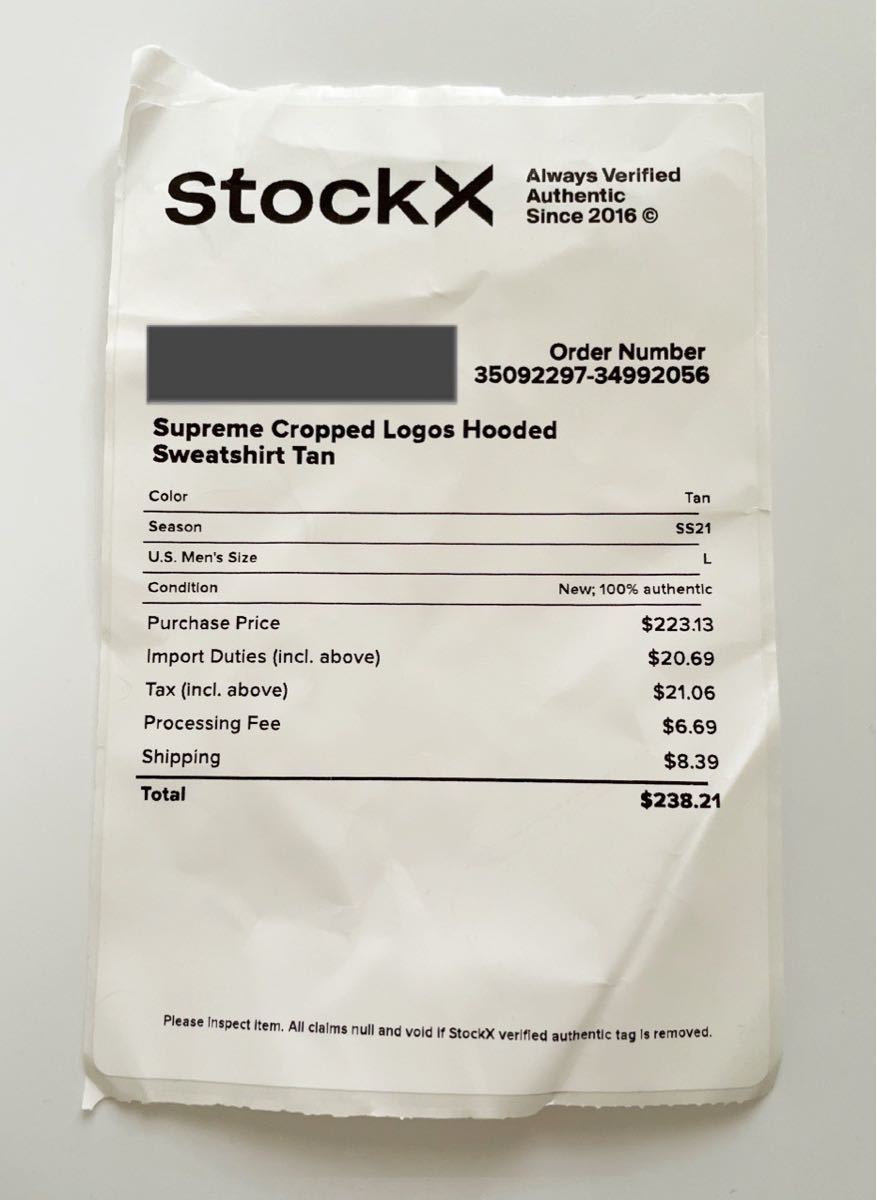 StockX
Always Verified
Authentic
Since 2016 ©
Order Number
35092297-34992056
Supreme Cropped Logos Hooded
Sweatshirt Tan
Color Tan
Season SS21
U.S. Men's Size L
Condition New; 100% authentic
Purchase Price $223.13
Import Duties (incl. above) $20.69
Tax (incl. above) $21.06
Processing Fee $6.69
Shipping $8.39
Total $238.21
Please inspect item. All claims null and void if StockX verified authentic tag is removed.